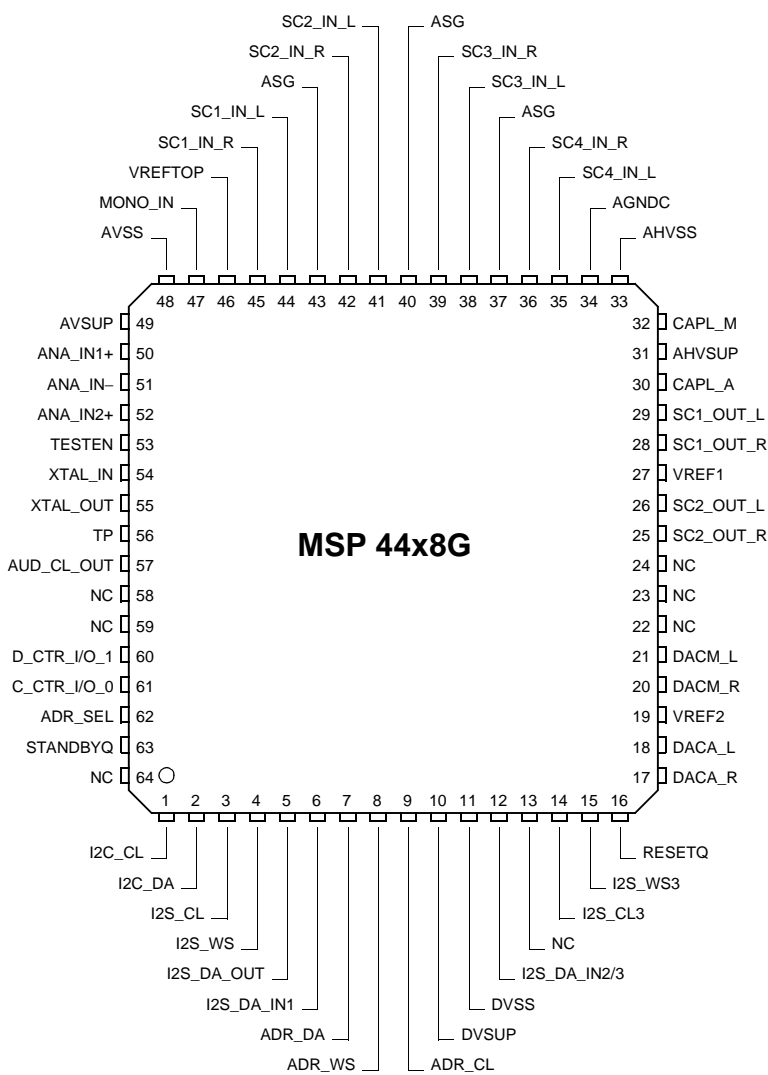 SC2_IN_L ASG
SC2_IN_R SC3_IN_R
ASG SC3_IN_L
SC1_IN_L ASG
SC1_IN_R SC4_IN_R
VREFTOP SC4_IN_L
MONO_IN AGNDC
AVSS AHVSS
48 47 46 45 44 43 42 41 40 39 38 37 36 35 34 33
AVSUP 49 32 CAPL_M
ANA_IN1+ 50 31 AHVSUP
ANA_IN− 51 30 CAPL_A
ANA_IN2+ 52 29 SC1_OUT_L
TESTEN 53 28 SC1_OUT_R
XTAL_IN 54 27 VREF1
XTAL_OUT 55 26 SC2_OUT_L
TP 56 25 SC2_OUT_R
MSP 44x8G
AUD_CL_OUT 57 24 NC
NC 58 23 NC
NC 59 22 NC
D_CTR_I/O_1 60 21 DACM_L
C_CTR_I/O_0 61 20 DACM_R
ADR_SEL 62 19 VREF2
STANDBYQ 63 18 DACA_L
NC 64 17 DACA_R
1 2 3 4 5 6 7 8 9 10 11 12 13 14 15 16
I2C_CL RESETQ
I2C_DA I2S_WS3
I2S_CL I2S_CL3
I2S_WS NC
I2S_DA_OUT I2S_DA_IN2/3
I2S_DA_IN1 DVSS
ADR_DA DVSUP
ADR_WS ADR_CL